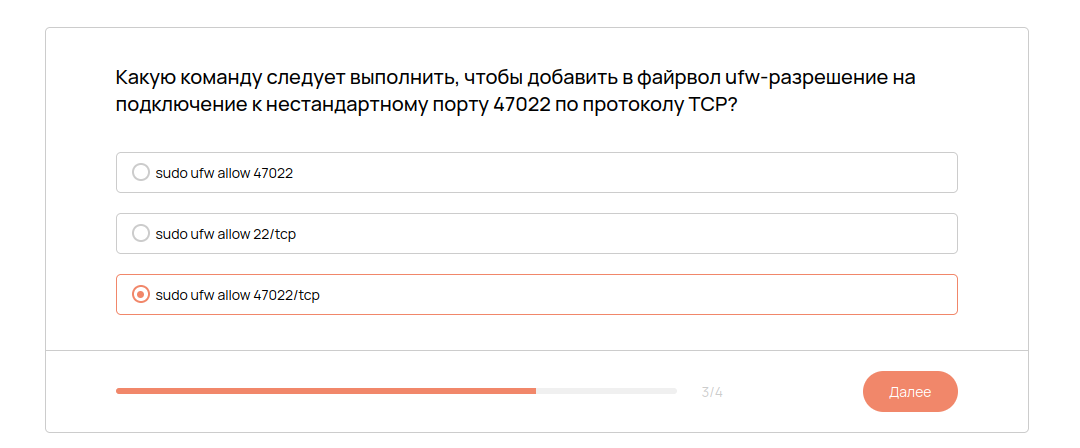 Какую команду следует выполнить, чтобы добавить в файрвол ufw-разрешение на
подключение к нестандартному порту 47022 по протоколу TCP?
sudo ufw allow 47022
sudo ufw allow 22/tcp
sudo ufw allow 47022/tcp
3/4
Далее